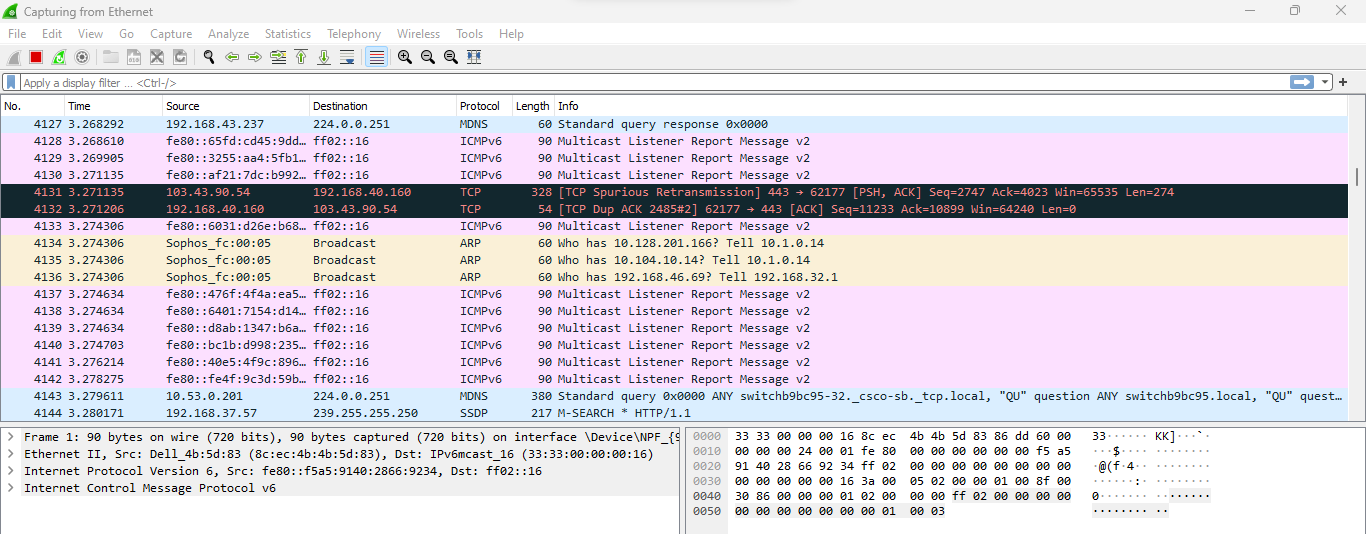 Capturing from Ethernet
File Edit View Go Capture Analyze Statistics Telephony Wireless Tools Help
Apply a display filter ... <Ctrl-/>
No. Time Source Destination Protocol Length Info
4127 3.268292 192.168.43.237 224.0.0.251 MDNS 60 Standard query response 0x0000
4128 3.268610 fe80::65fd:cd45:9dd… ff02::16 ICMPv6 90 Multicast Listener Report Message v2
4129 3.269905 fe80::3255:aa4:5fb1… ff02::16 ICMPv6 90 Multicast Listener Report Message v2
4130 3.271135 fe80::af21:7dc:b992… ff02::16 ICMPv6 90 Multicast Listener Report Message v2
4131 3.271135 103.43.90.54 192.168.40.160 TCP 328 [TCP Spurious Retransmission] 443 → 62177 [PSH, ACK] Seq=2747 Ack=4023 Win=65535 Len=274
4132 3.271206 192.168.40.160 103.43.90.54 TCP 54 [TCP Dup ACK 2485#2] 62177 → 443 [ACK] Seq=11233 Ack=10899 Win=64240 Len=0
4133 3.274306 fe80::6031:d26e:b68… ff02::16 ICMPv6 90 Multicast Listener Report Message v2
4134 3.274306 Sophos_fc:00:05 Broadcast ARP 60 Who has 10.128.201.166? Tell 10.1.0.14
4135 3.274306 Sophos_fc:00:05 Broadcast ARP 60 Who has 10.104.10.14? Tell 10.1.0.14
4136 3.274306 Sophos_fc:00:05 Broadcast ARP 60 Who has 192.168.46.69? Tell 192.168.32.1
4137 3.274634 fe80::476f:4f4a:ea5… ff02::16 ICMPv6 90 Multicast Listener Report Message v2
4138 3.274634 fe80::6401:7154:d14… ff02::16 ICMPv6 90 Multicast Listener Report Message v2
4139 3.274634 fe80::d8ab:1347:b6a… ff02::16 ICMPv6 90 Multicast Listener Report Message v2
4140 3.274703 fe80::bc1b:d998:235… ff02::16 ICMPv6 90 Multicast Listener Report Message v2
4141 3.276214 fe80::40e5:4f9c:896… ff02::16 ICMPv6 90 Multicast Listener Report Message v2
4142 3.278275 fe80::fe4f:9c3d:59b… ff02::16 ICMPv6 90 Multicast Listener Report Message v2
4143 3.279611 10.53.0.201 224.0.0.251 MDNS 380 Standard query 0x0000 ANY switchb9bc95-32._csco-sb._tcp.local, "QU" question ANY switchb9bc95.local, "QU" quest…
4144 3.280171 192.168.37.57 239.255.255.250 SSDP 217 M-SEARCH * HTTP/1.1
Frame 1: 90 bytes on wire (720 bits), 90 bytes captured (720 bits) on interface \Device\NPF_{9
Ethernet II, Src: Dell_4b:5d:83 (8c:ec:4b:4b:5d:83), Dst: IPv6mcast_16 (33:33:00:00:00:16)
Internet Protocol Version 6, Src: fe80::f5a5:9140:2866:9234, Dst: ff02::16
Internet Control Message Protocol v6
0000 33 33 00 00 00 16 8c ec 4b 4b 5d 83 86 dd 60 00 33······ KK]···`·
0010 00 00 00 24 00 01 fe 80 00 00 00 00 00 00 f5 a5 ···$···· ········
0020 91 40 28 66 92 34 ff 02 00 00 00 00 00 00 00 00 ·@(f·4·· ········
0030 00 00 00 00 00 16 3a 00 05 02 00 00 01 00 8f 00 ······:· ········
0040 30 86 00 00 00 01 02 00 00 00 ff 02 00 00 00 00 0······· ········
0050 00 00 00 00 00 00 00 01 00 03 ········ ··